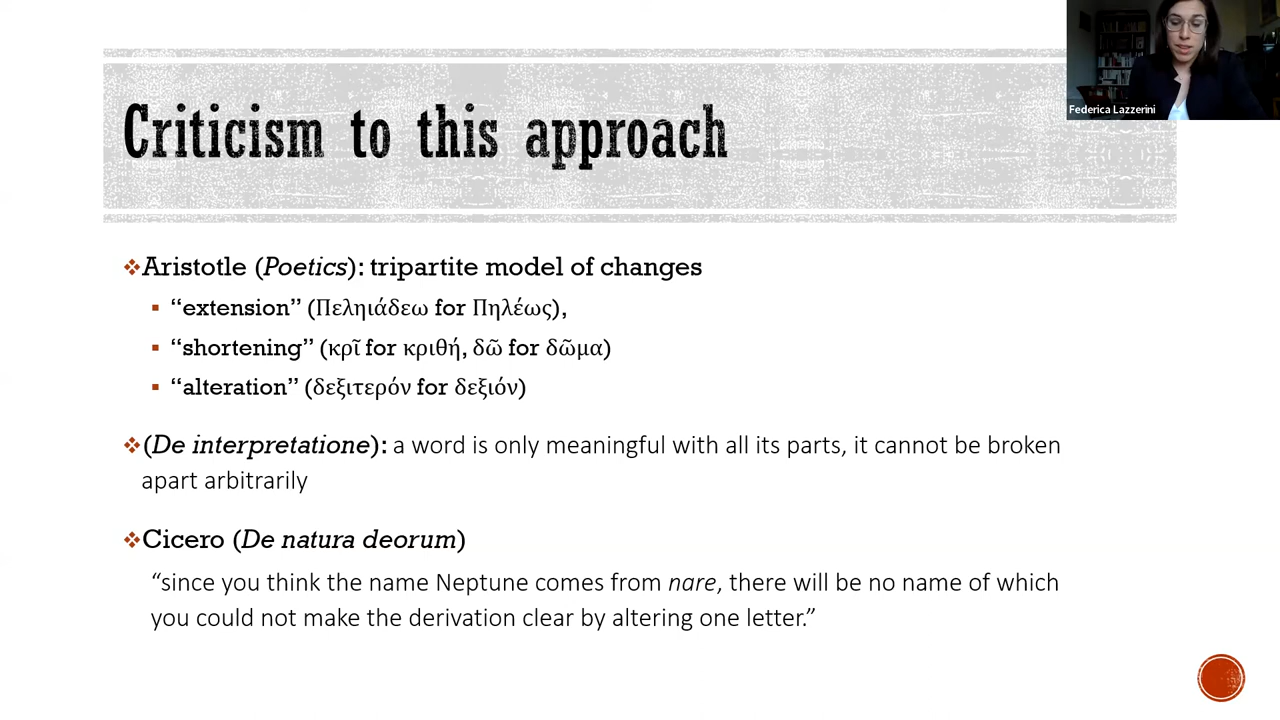 Federica Lazzerini
Criticism to this approach
Aristotle (Poetics): tripartite model of changes
“extension” (Πεληιάδεω for Πηλέως),
“shortening” (κρῖ for κριθή, δῶ for δῶμα)
“alteration” (δεξιτερόν for δεξιόν)
(De interpretatione): a word is only meaningful with all its parts, it cannot be broken
apart arbitrarily
Cicero (De natura deorum)
“since you think the name Neptune comes from nare, there will be no name of which
you could not make the derivation clear by altering one letter.”